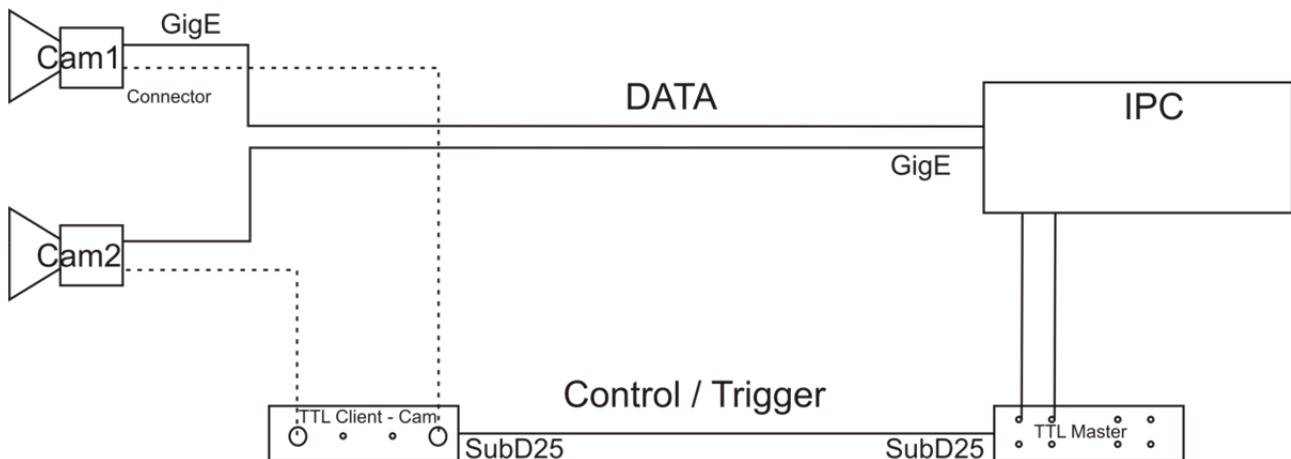 GigE
Cam1
Connector
DATA
IPC
GigE
Cam2
Control / Trigger
TTL Client - Cam
TTL Master
SubD25
SubD25